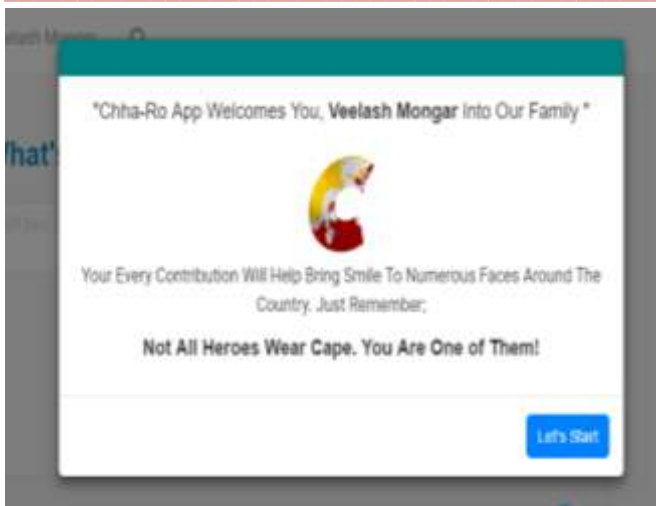 "Chha-Ro App Welcomes You, Veelash Mongar Into Our Family "
Your Every Contribution Will Help Bring Smile To Numerous Faces Around The
Country. Just Remember;
Not All Heroes Wear Cape. You Are One of Them!
Let's Start